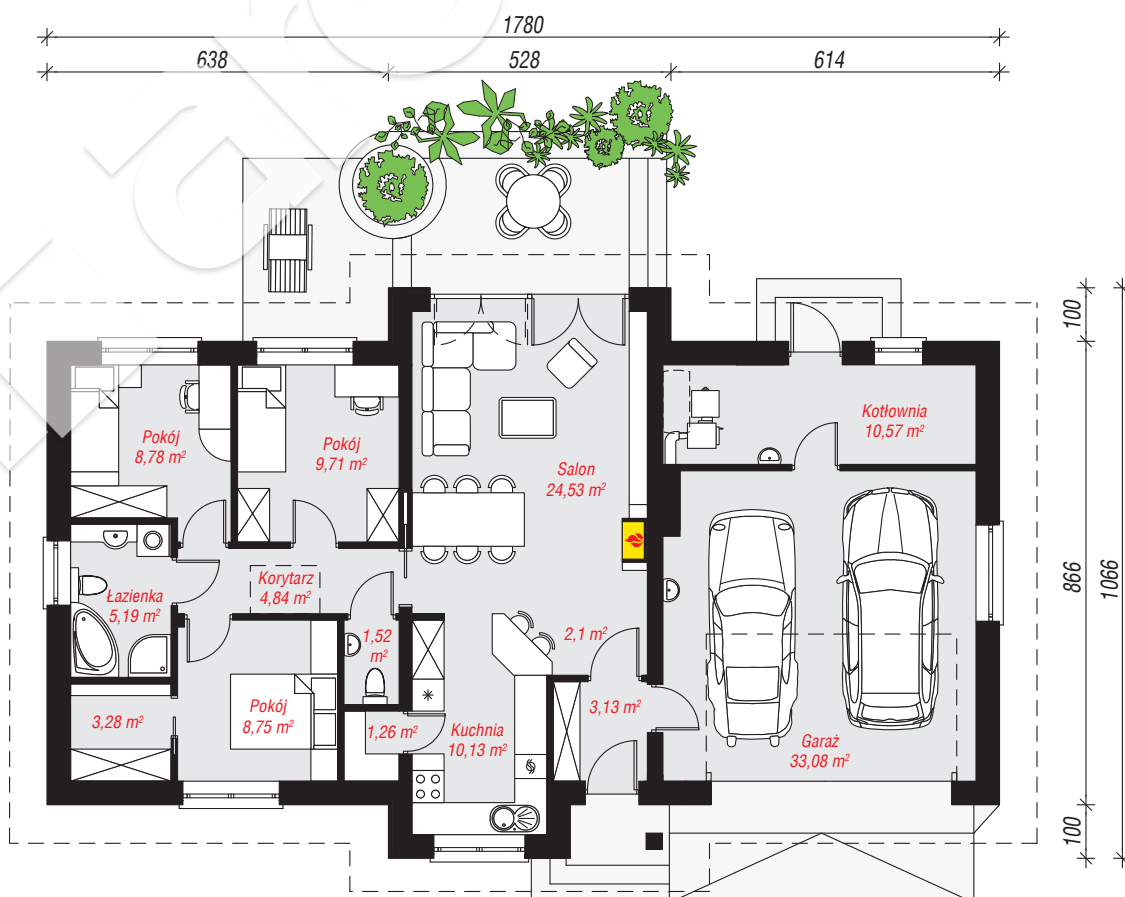 1780
638
528
614
100
866
1066
100
Pokój
8,78 m²
Pokój
9,71 m²
Salon
24,53 m²
Kotłownia
10,57 m²
Łazienka
5,19 m²
Korytarz
4,84 m²
1,52
m²
2,1 m²
3,28 m²
Pokój
8,75 m²
1,26 m²
Kuchnia
10,13 m²
3,13 m²
Garaż
33,08 m²